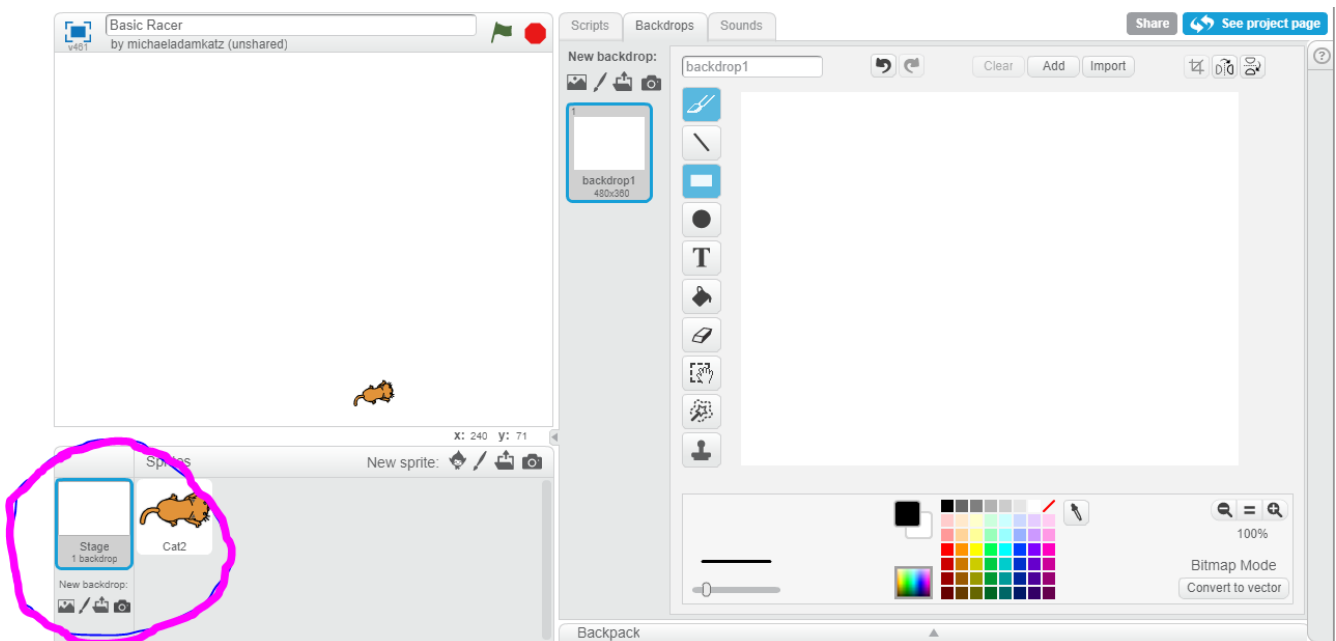 Basic Racer
v461
by michaeladamkatz (unshared)
Scripts
Backdrops
Sounds
Share
See project page
New backdrop:
backdrop1
Clear
Add
Import
?
1
backdrop1
480x360
T
X: 240 y: 71
Sprites
New sprite:
Stage
1 backdrop
Cat2
New backdrop:
100%
Bitmap Mode
Convert to vector
Backpack